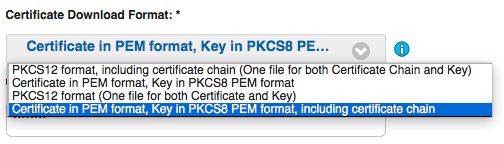 Certificate Download Format: *
Certificate in PEM format, Key in PKCS8 PE...
PKCS12 format, including certificate chain (One file for both Certificate Chain and Key)
Certificate in PEM format, Key in PKCS8 PEM format
PKCS12 format (One file for both Certificate and Key)
Certificate in PEM format, Key in PKCS8 PEM format, including certificate chain